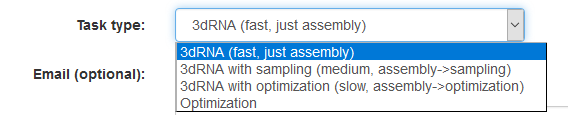 Task type: 3dRNA (fast, just assembly)
3dRNA (fast, just assembly)
3dRNA with sampling (medium, assembly->sampling)
Email (optional): 3dRNA with optimization (slow, assembly->optimization)
Optimization